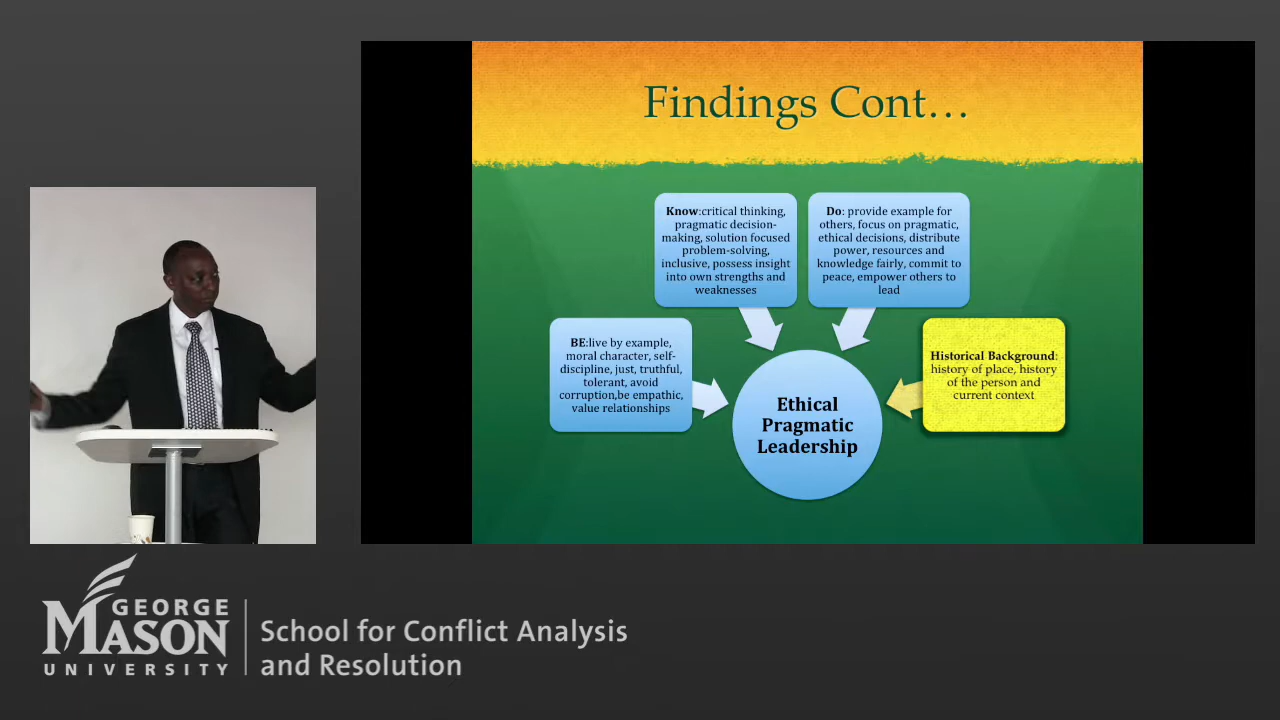 Findings Cont…
Know:critical thinking,
pragmatic decision-
making, solution focused
problem-solving,
inclusive, possess insight
into own strengths and
weaknesses
Do: provide example for
others, focus on pragmatic,
ethical decisions, distribute
power, resources and
knowledge fairly, commit to
peace, empower others to
lead
BE:live by example,
moral character, self-
discipline, just, truthful,
tolerant, avoid
corruption,be empathic,
value relationships
Historical Background:
history of place, history
of the person and
current context
Ethical
Pragmatic
Leadership
GEORGE
MASON
UNIVERSITY
School for Conflict Analysis
and Resolution